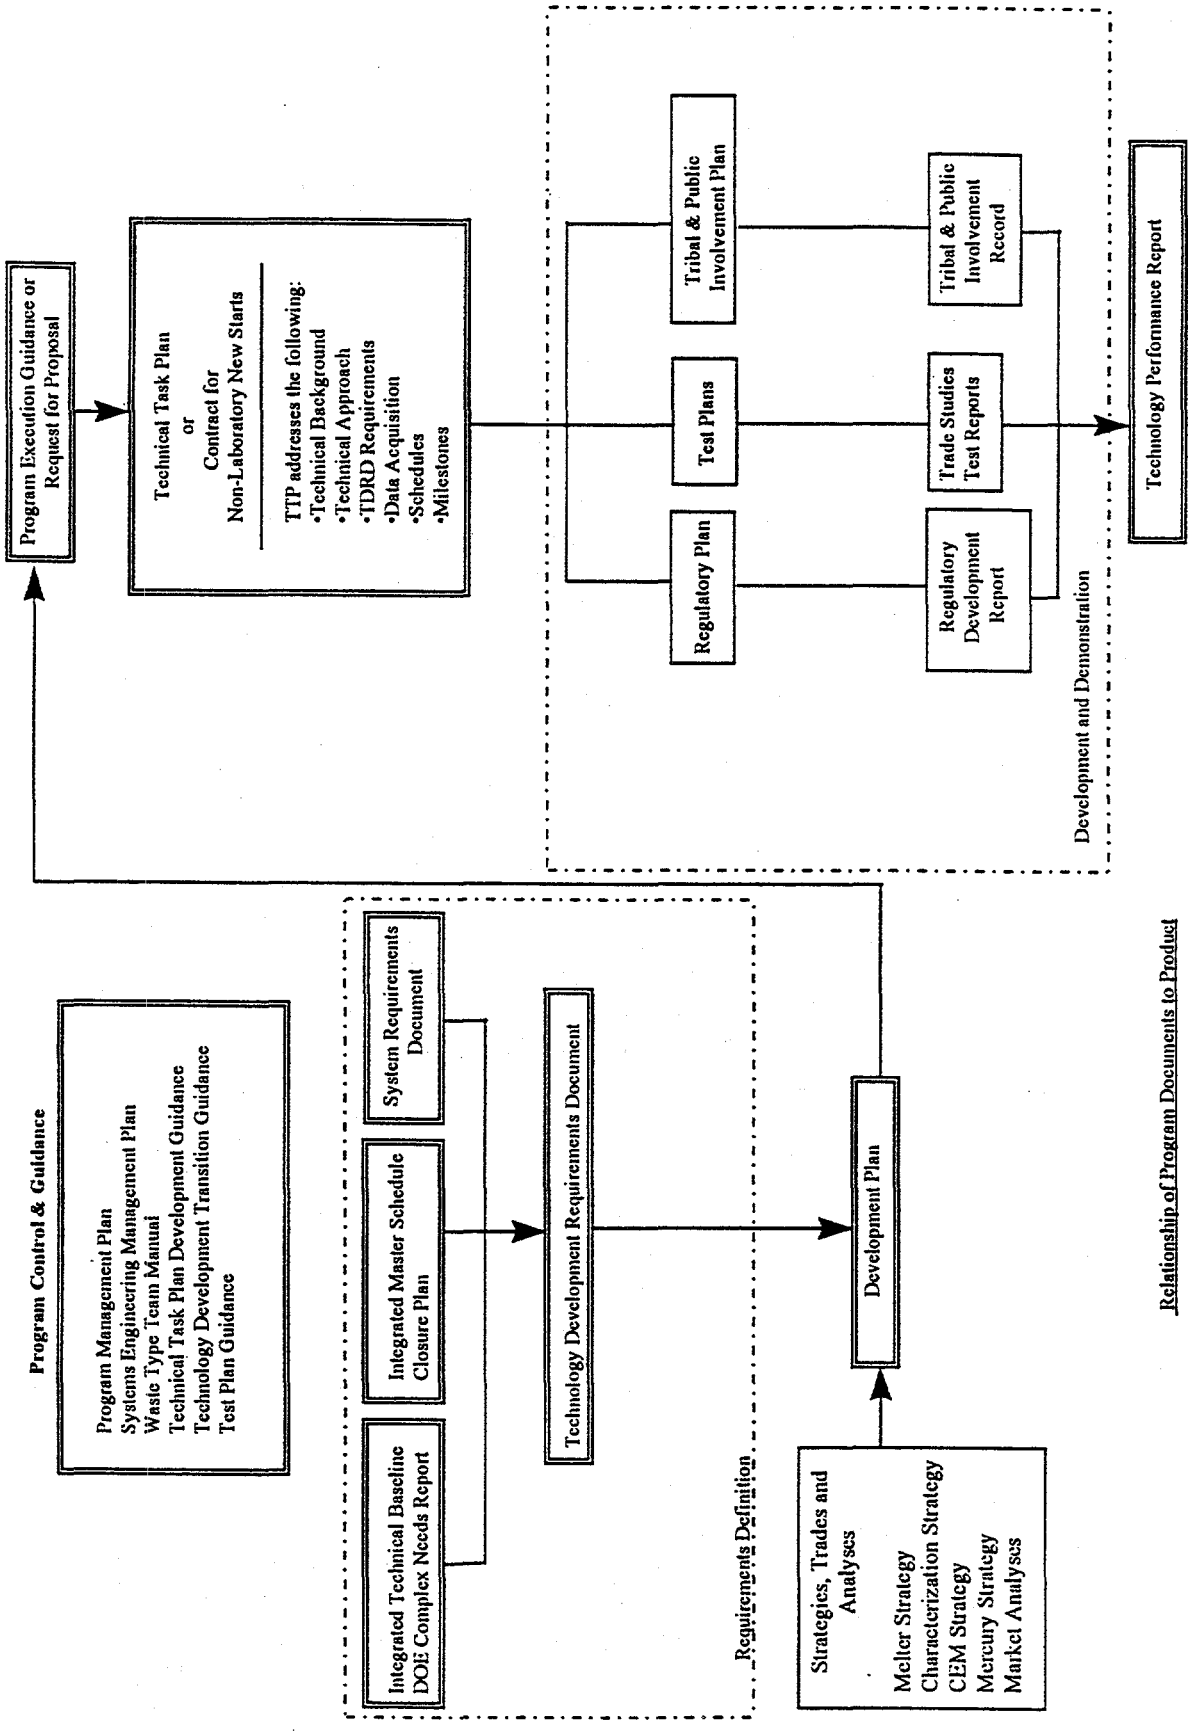 Program Control & Guidance
Program Management Plan
Systems Engineering Management Plan
Waste Type Team Manual
Technical Task Plan Development Guidance
Technology Development Transition Guidance
Test Plan Guidance
Integrated Technical Baseline
DOE Complex Needs Report
Integrated Master Schedule
Closure Plan
System Requirements
Document
Technology Development Requirements Document
Requirements Definition
Strategies, Trades and
Analyses
Melter Strategy
Characterization Strategy
CEM Strategy
Mercury Strategy
Market Analyses
Development Plan
Program Execution Guidance or
Request for Proposal
Technical Task Plan
or
Contract for
Non-Laboratory New Starts
TTP addresses the following:
•Technical Background
•Technical Approach
•TDRD Requirements
•Data Acquisition
•Schedules
•Milestones
Regulatory Plan
Test Plans
Tribal & Public
Involvement Plan
Regulatory
Development
Report
Trade Studies
Test Reports
Tribal & Public
Involvement
Record
Development and Demonstration
Technology Performance Report
Relationship of Program Documents to Product